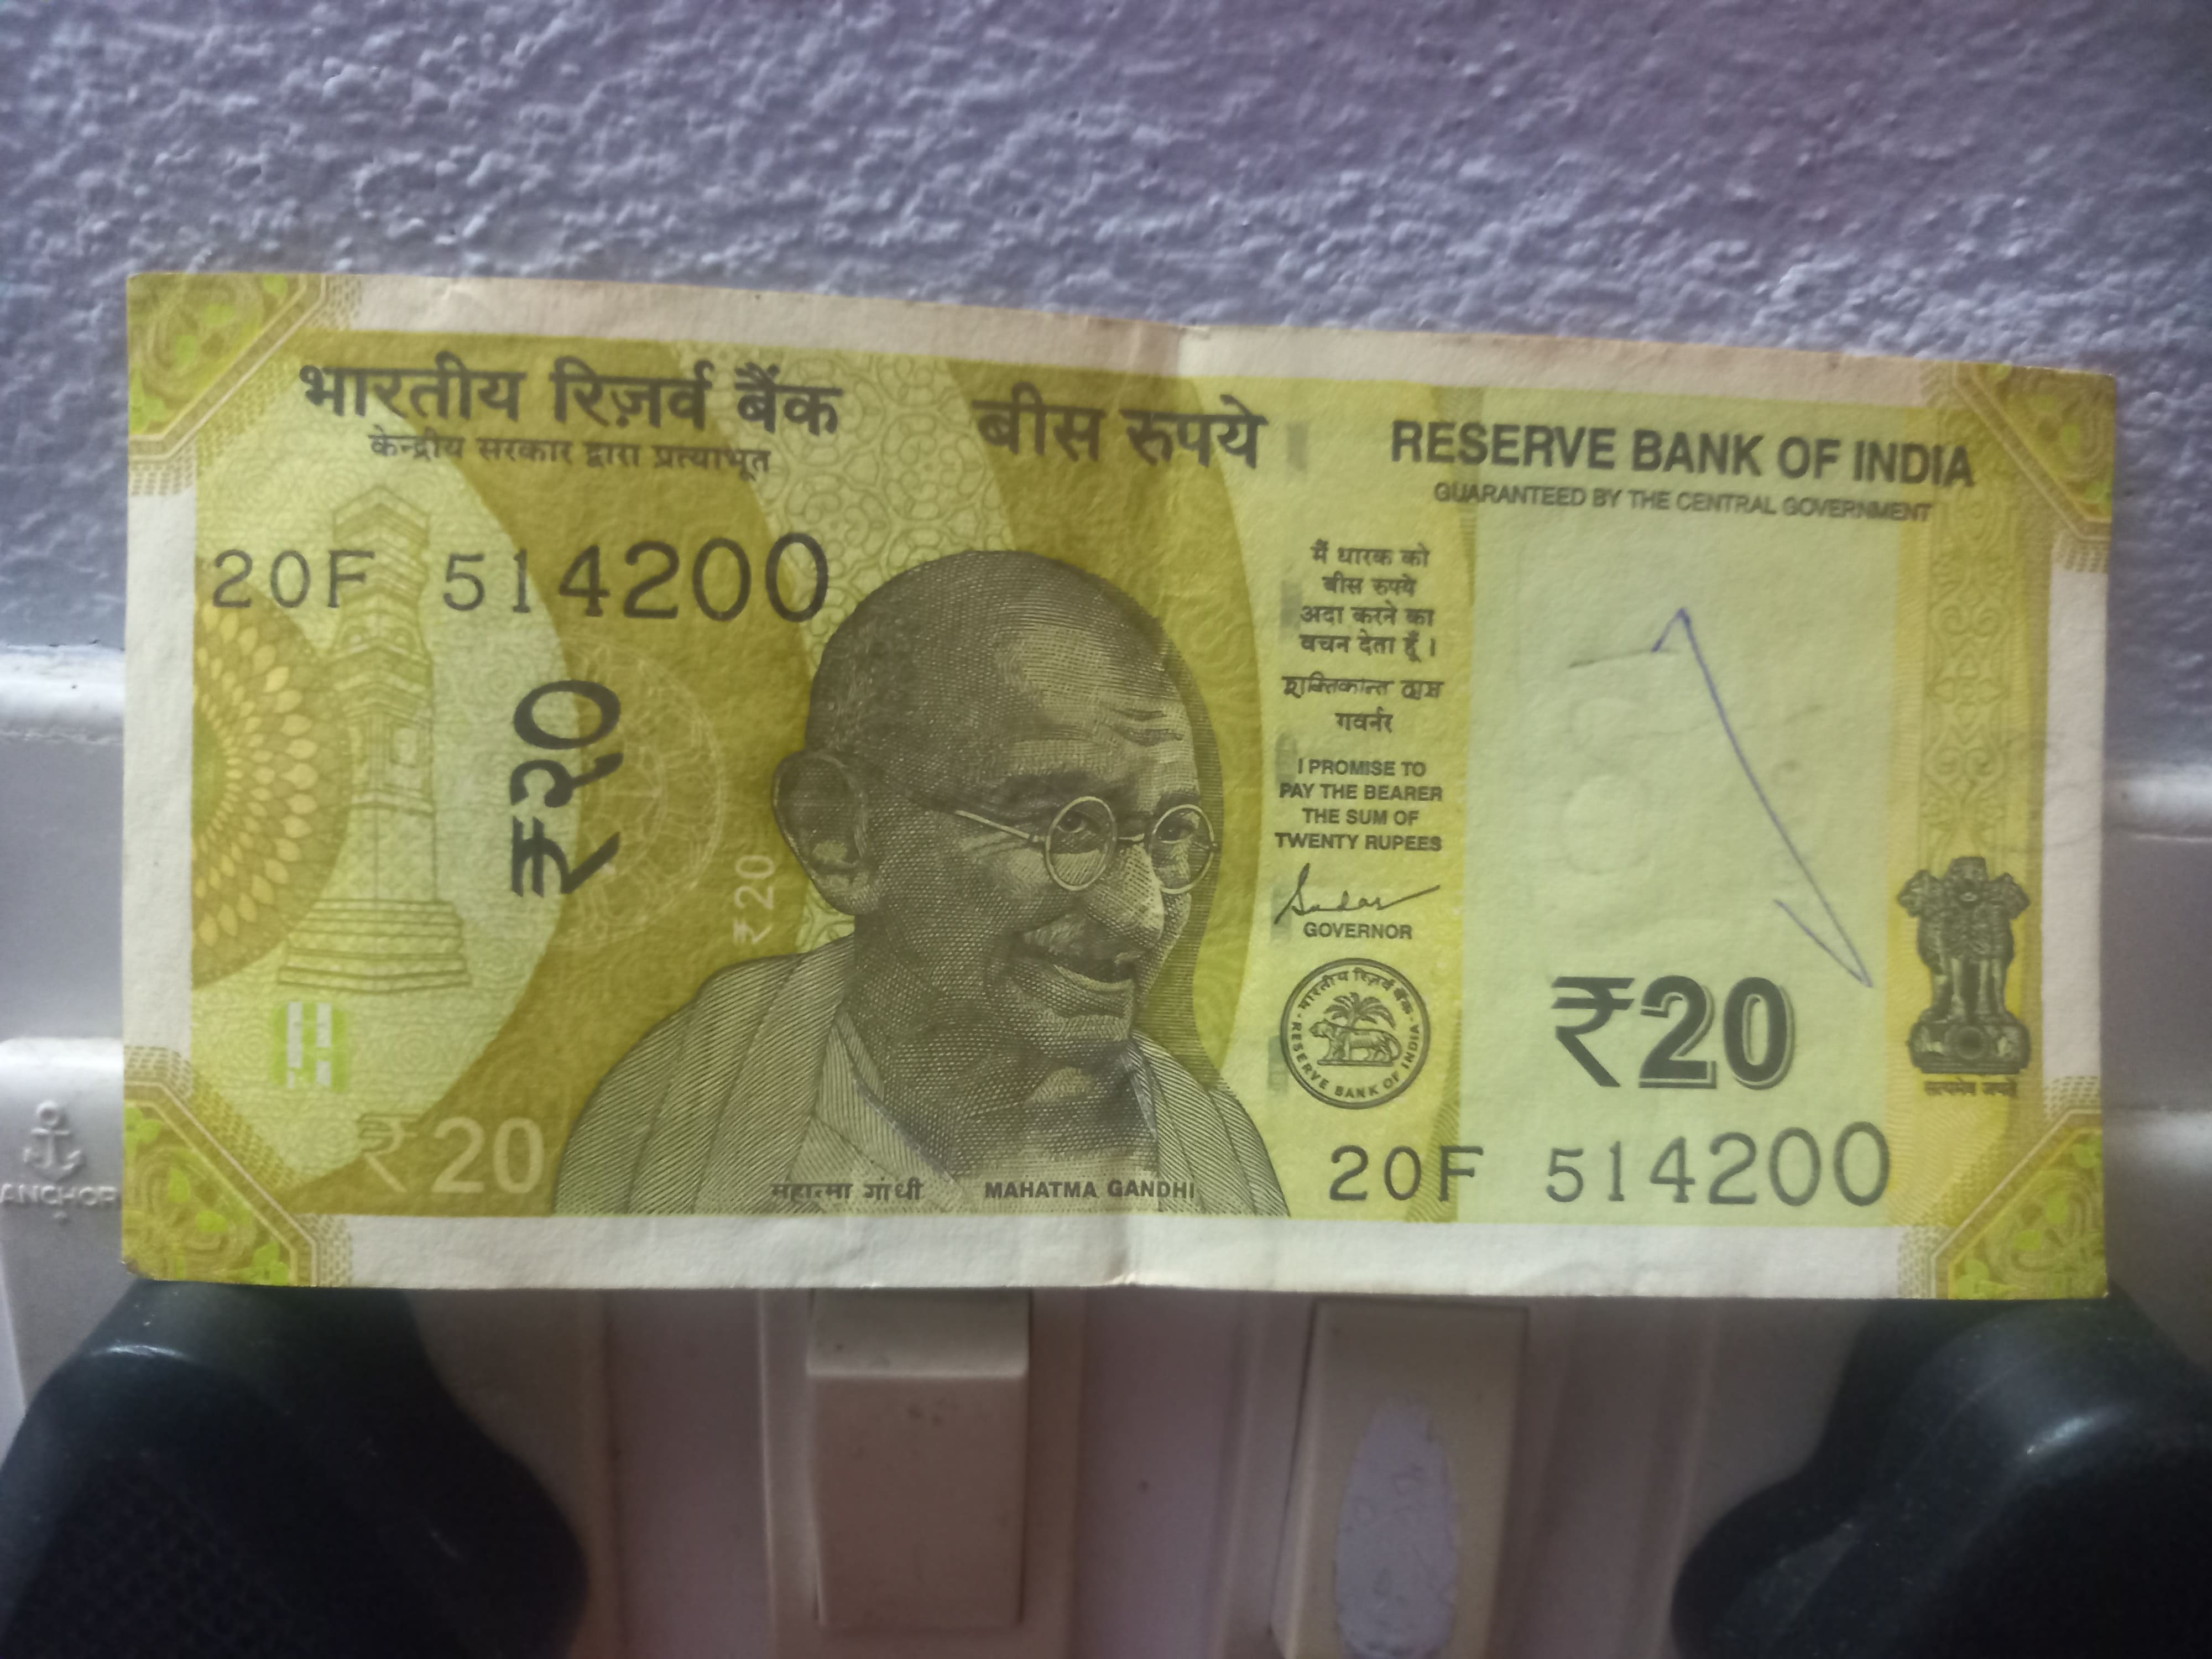 भारतीय रिज़र्व बैंक
केन्द्रीय सरकार द्वारा प्रत्याभूत
बीस रुपये
RESERVE BANK OF INDIA
GUARANTEED BY THE CENTRAL GOVERNMENT
20F 514200
₹२०
₹20
मैं धारक को
बीस रुपये
अदा करने का
वचन देता हूँ।
शक्तिकान्त दास
गवर्नर
I PROMISE TO
PAY THE BEARER
THE SUM OF
TWENTY RUPEES
GOVERNOR
भारतीय रिज़र्व बैंक
RESERVE BANK OF INDIA
₹20
सत्यमेव जयते
₹20
महात्मा गांधी
MAHATMA GANDHI
20F 514200
ANCHOR